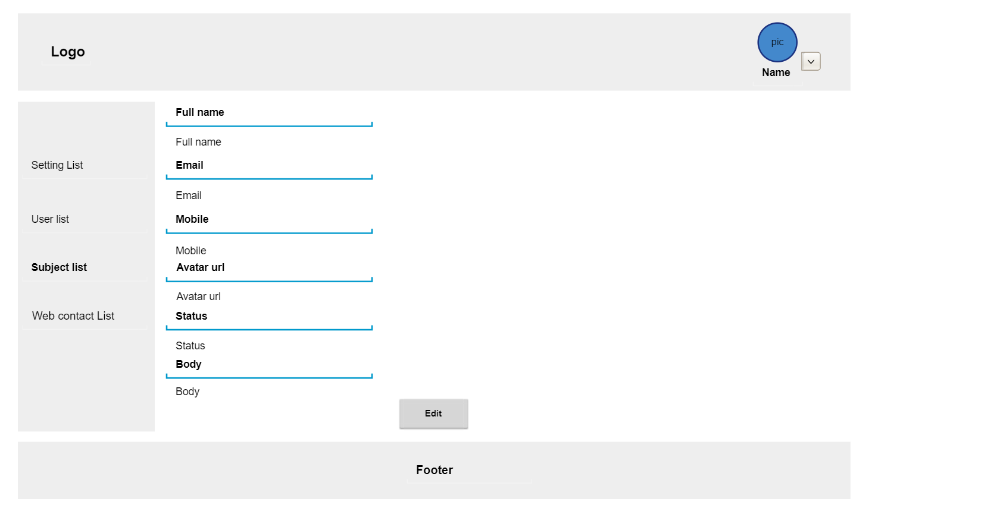 Logo
pic
Name
Setting List
User list
Subject list
Web contact List
Full name
Full name
Email
Email
Mobile
Mobile
Avatar url
Avatar url
Status
Status
Body
Body
Edit
Footer